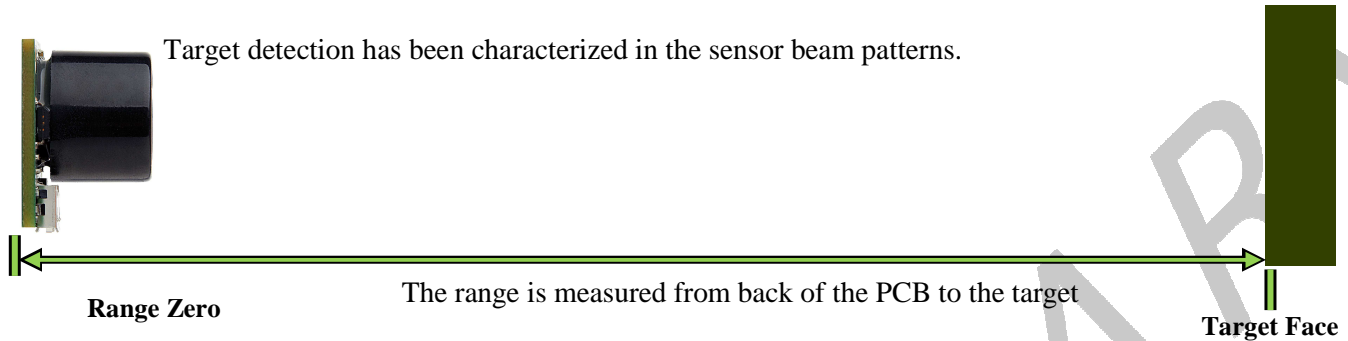 Target detection has been characterized in the sensor beam patterns.
The range is measured from back of the PCB to the target
Range Zero
Target Face